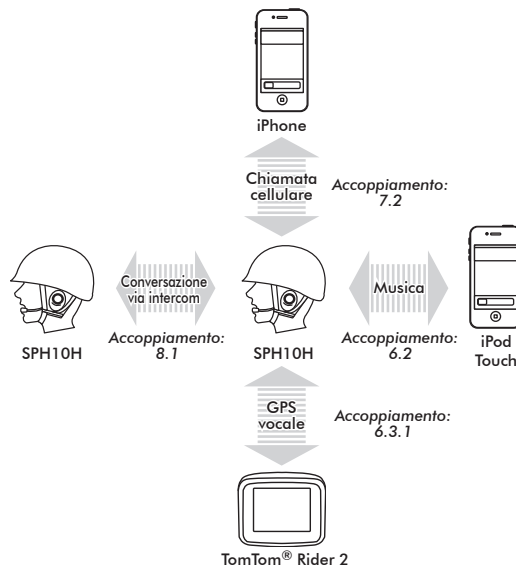 iPhone
Chiamata
cellulare
Accoppiamento:
7.2
Conversazione
via intercom
Musica
SPH10H
Accoppiamento:
8.1
SPH10H
Accoppiamento:
6.2
iPod
Touch
GPS
vocale
Accoppiamento:
6.3.1
TomTom® Rider 2